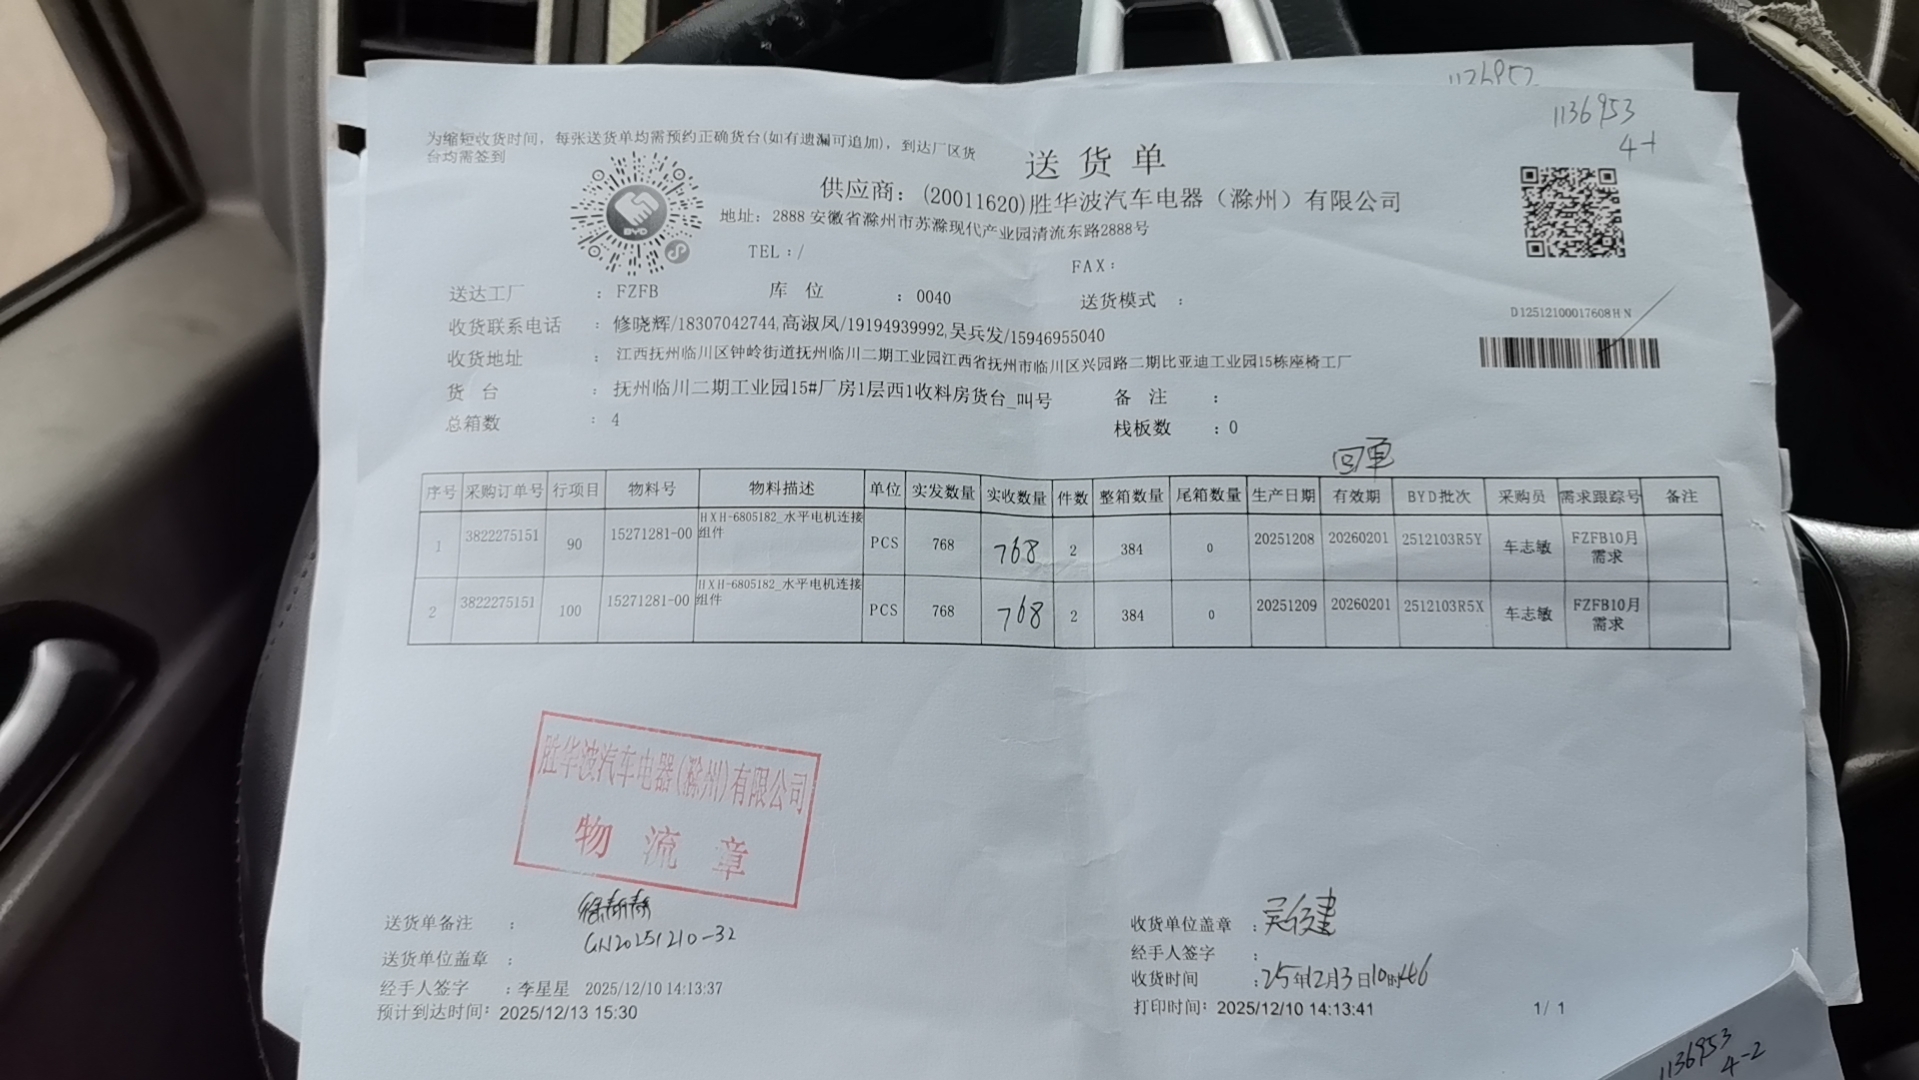 1136953
1136953
4-1
为缩短收货时间，每张送货单均需预约正确货台(如有遗漏可追加)，到达厂区货
台均需签到
送货单
BYD
供应商：(20011620)胜华波汽车电器（滁州）有限公司
地址：2888 安徽省滁州市苏滁现代产业园清流东路2888号
TEL：/
FAX：
D12512100017608HN
送达工厂 ：FZFB 库 位 ：0040 送货模式 ：
收货联系电话 ：修晓辉/18307042744,高淑凤/19194939992,吴兵发/15946955040
收货地址 ：江西抚州临川区钟岭街道抚州临川二期工业园江西省抚州市临川区兴园路二期比亚迪工业园15栋座椅工厂
货 台 ：抚州临川二期工业园15#厂房1层西1收料房货台_叫号 备 注 ：
总箱数 ：4 栈板数 ：0
回单
序号 采购订单号 行项目 物料号 物料描述 单位 实发数量 实收数量 件数 整箱数量 尾箱数量 生产日期 有效期 BYD批次 采购员 需求跟踪号 备注
1 3822275151 90 15271281-00 HXH-6805182_水平电机连接组件 PCS 768 768 2 384 0 20251208 20260201 2512103R5Y 车志敏 FZFB10月需求
2 3822275151 100 15271281-00 HXH-6805182_水平电机连接组件 PCS 768 768 2 384 0 20251209 20260201 2512103R5X 车志敏 FZFB10月需求
胜华波汽车电器(滁州)有限公司
物流章
送货单备注 ：
GN20251210-32
送货单位盖章 ：
经手人签字 ：李星星 2025/12/10 14:13:37
预计到达时间：2025/12/13 15:30
收货单位盖章 ：
经手人签字 ：
收货时间 ：25年12月3日10时46
打印时间：2025/12/10 14:13:41
1/ 1
1136953
4-2